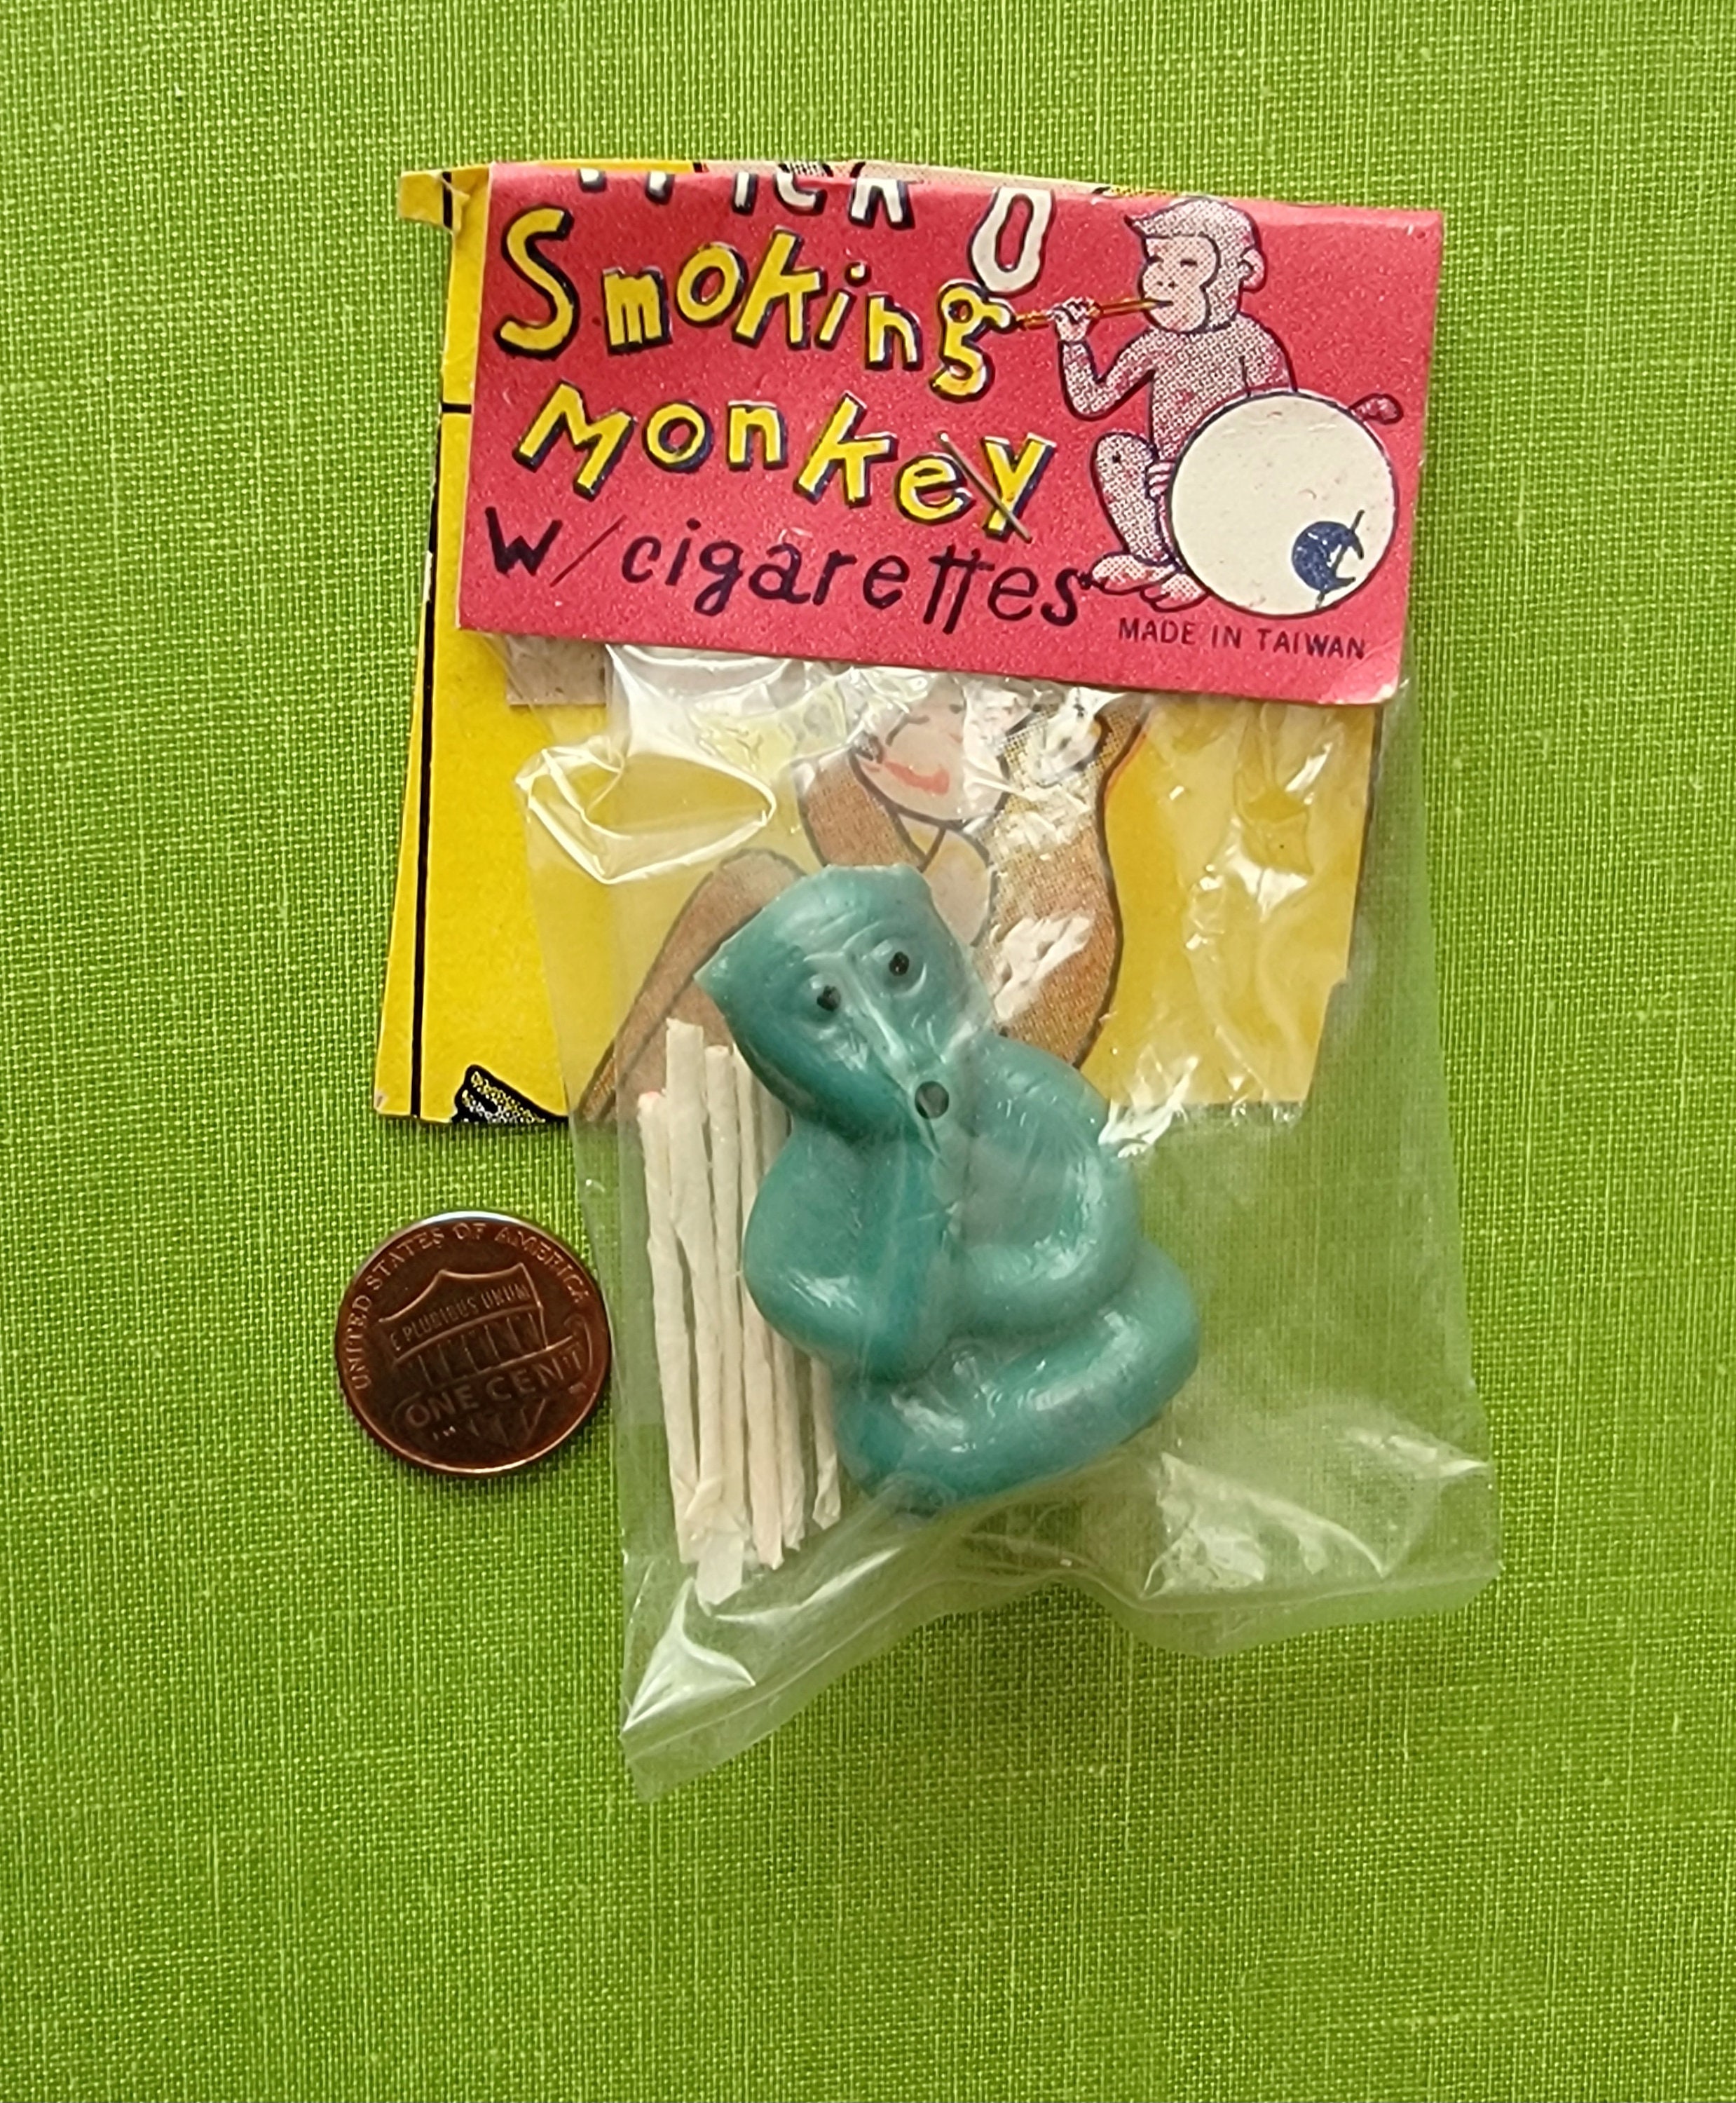 Smoking
Monkey
W/cigarettes
MADE IN TAIWAN
UNITED STATES OF AMERICA
E PLURIBUS UNUM
ONE CENT